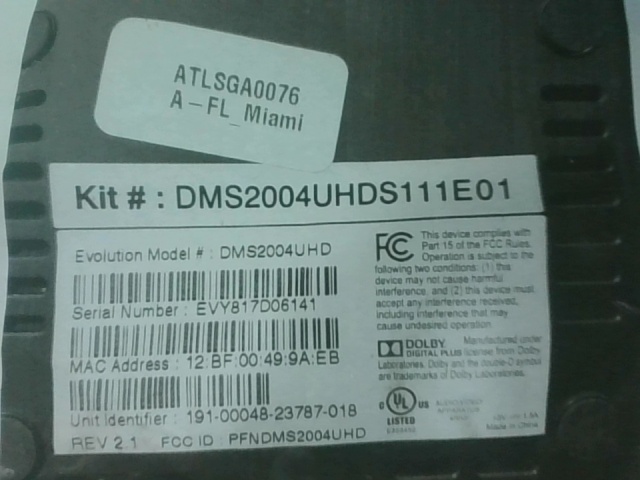 ATLSGA0076
A-FL_Miami
Kit # : DMS2004UHDS111E01
Evolution Model # : DMS2004UHD
Serial Number : EVY817D06141
MAC Address : 12:BF:00:49:9A:EB
Unit Identifier : 191-00048-23787-018
REV 2.1 FCC ID : PFNDMS2004UHD
FC
This device complies with
Part 15 of the FCC Rules.
Operation is subject to the
following two conditions: (1) this
device may not cause harmful
interference, and (2) this device must
accept any interference received,
including interference that may
cause undesired operation
DOLBY Manufactured under
DIGITAL PLUS license from Dolby
Laboratories. Dolby and the double-D symbol
are trademarks of Dolby Laboratories.
c UL US
LISTED
Made in China